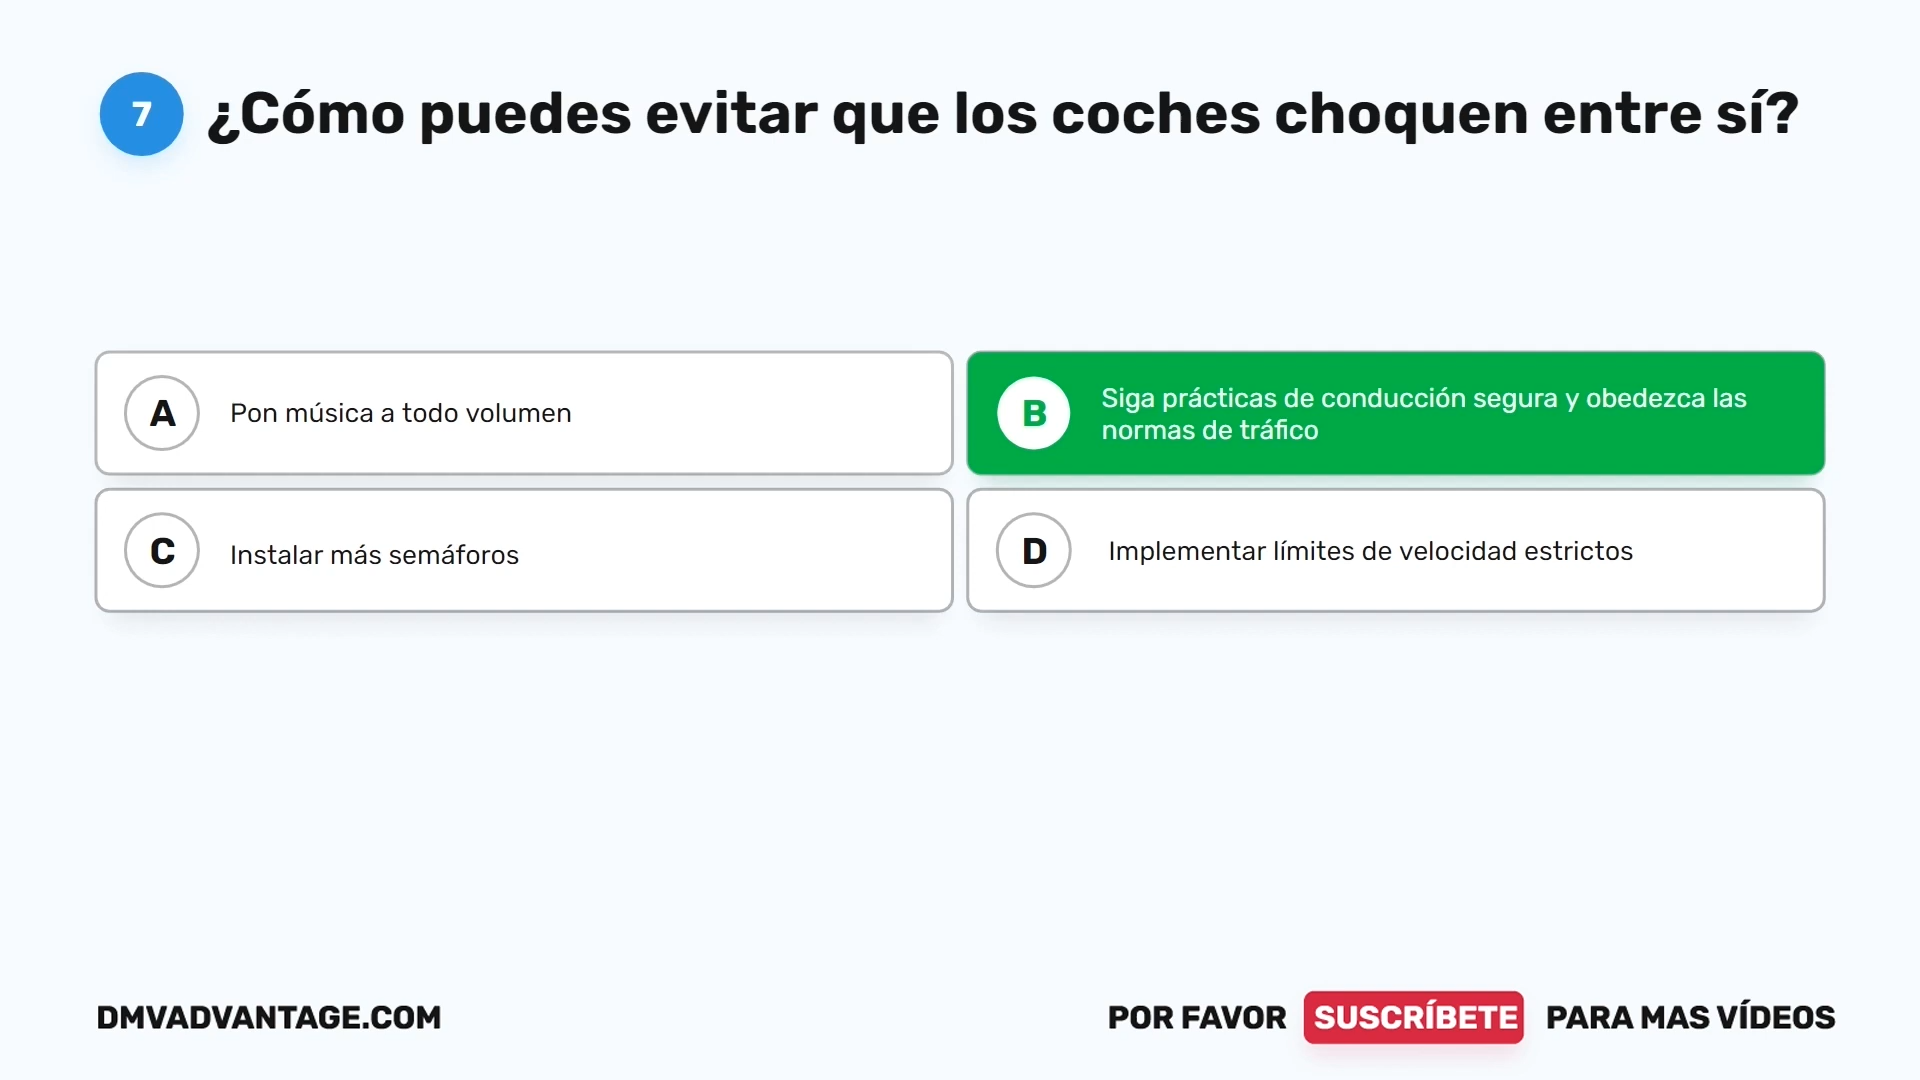 7 ¿Cómo puedes evitar que los coches choquen entre sí?
A Pon música a todo volumen
B Siga prácticas de conducción segura y obedezca las
normas de tráfico
C Instalar más semáforos
D Implementar límites de velocidad estrictos
DMVADVANTAGE.COM
POR FAVOR SUSCRÍBETE PARA MAS VÍDEOS